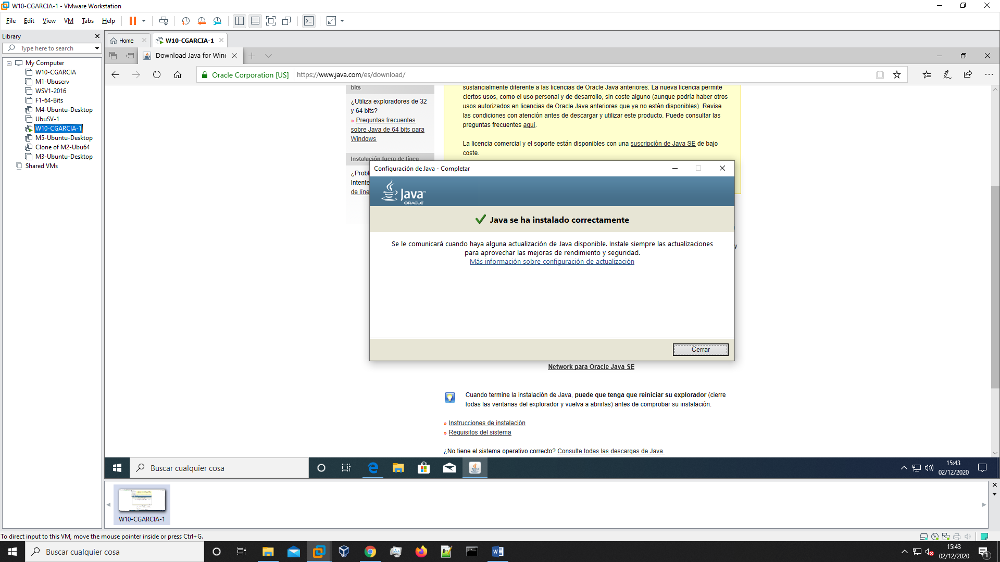 W10-CGARCIA-1 - VMware Workstation
File Edit View VM Tabs Help
Library
Type here to search
My Computer
W10-CGARCIA
M1-Ubuserv
WSV1-2016
F1-64-Bits
M4-Ubuntu-Desktop
UbuSV-1
W10-CGARCIA-1
M5-Ubuntu-Desktop
Clone of M2-Ubu64
M3-Ubuntu-Desktop
Shared VMs
Home
W10-CGARCIA-1
Download Java for Winc
Oracle Corporation [US]
https://www.java.com/es/download/
bits
¿Utiliza exploradores de 32
y 64 bits?
» Preguntas frecuentes
sobre Java de 64 bits para
Windows
Instalación fuera de línea
¿Probl
Intente
de líne
sustancialmente diferente a las licencias de Oracle Java anteriores. La nueva licencia permite
ciertos usos, como el uso personal y de desarrollo, sin coste alguno (aunque podría haber otros
usos autorizados en licencias de Oracle Java anteriores que ya no estén disponibles). Revise
las condiciones con atención antes de descargar y utilizar este producto. Puede consultar las
preguntas frecuentes aquí.
La licencia comercial y el soporte están disponibles con una suscripción de Java SE de bajo
coste.
Configuración de Java - Completar
Java™
ORACLE
Java se ha instalado correctamente
Se le comunicará cuando haya alguna actualización de Java disponible. Instale siempre las actualizaciones
para aprovechar las mejoras de rendimiento y seguridad.
Más información sobre configuración de actualización
y
Cerrar
Network para Oracle Java SE
Cuando termine la instalación de Java, puede que tenga que reiniciar su explorador (cierre
todas las ventanas del explorador y vuelva a abrirlas) antes de comprobar su instalación.
» Instrucciones de instalación
» Requisitos del sistema
¿No tiene el sistema operativo correcto? Consulte todas las descargas de Java.
Buscar cualquier cosa
15:43
02/12/2020
W10-CGARCIA-1
To direct input to this VM, move the mouse pointer inside or press Ctrl+G.
Buscar cualquier cosa
15:43
02/12/2020
1